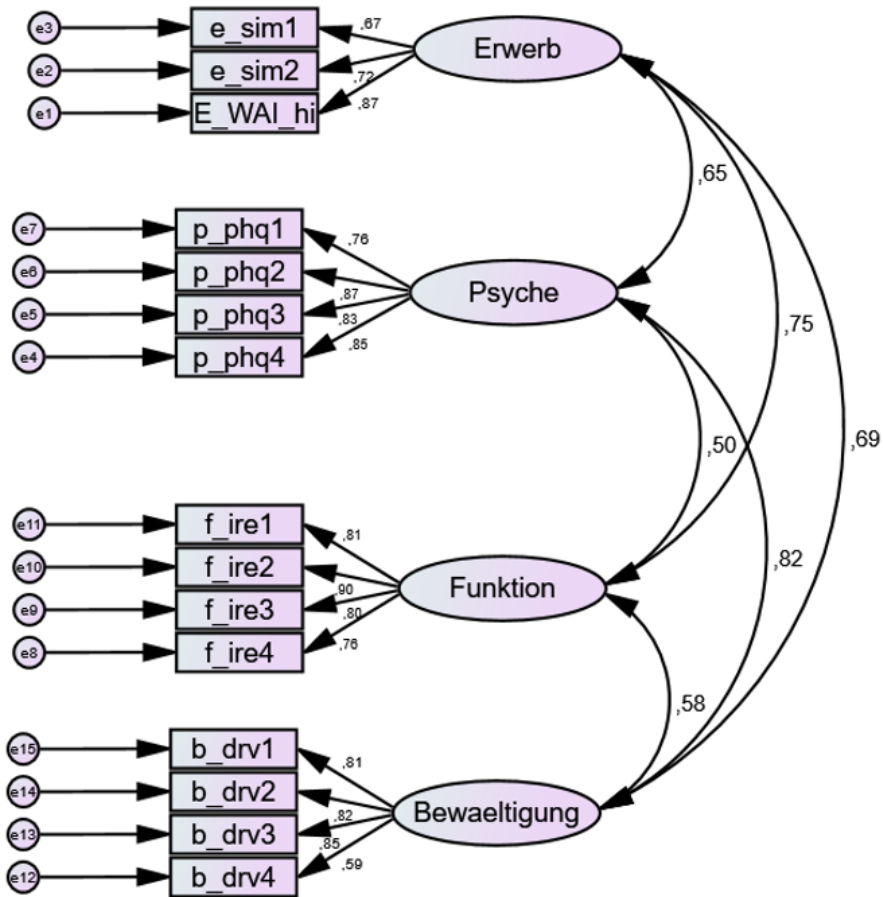 e3 e_sim1 ,67 Erwerb
e2 e_sim2 ,72
e1 E_WAI_hi ,87
,65
e7 p_phq1 ,76
e6 p_phq2 ,87 Psyche
e5 p_phq3 ,83
e4 p_phq4 ,85
,75
,50
,69
e11 f_ire1 ,81
e10 f_ire2 ,90 Funktion
e9 f_ire3 ,80
e8 f_ire4 ,76
,82
,58
e15 b_drv1 ,81
e14 b_drv2 ,82 Bewaeltigung
e13 b_drv3 ,85
e12 b_drv4 ,59